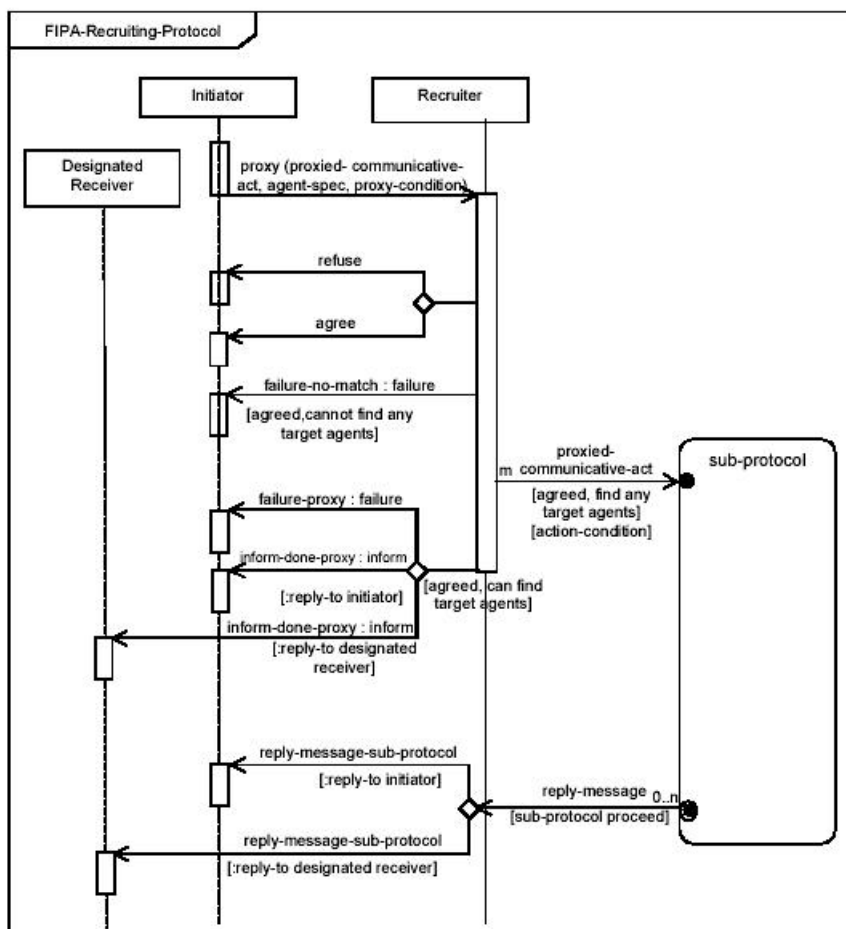 FIPA-Recruiting-Protocol
Initiator
Recruiter
Designated
Receiver
proxy (proxied- communicative-
act, agent-spec, proxy-condition)
refuse
agree
failure-no-match : failure
[agreed,cannot find any
target agents]
m
proxied-
communicative-act
[agreed, find any
target agents]
[action-condition]
sub-protocol
failure-proxy : failure
inform-done-proxy : inform
[:reply-to initiator]
[agreed, can find
target agents]
inform-done-proxy : inform
[:reply-to designated
receiver]
reply-message-sub-protocol
[:reply-to initiator]
reply-message
0..n
[sub-protocol proceed]
reply-message-sub-protocol
[:reply-to designated receiver]